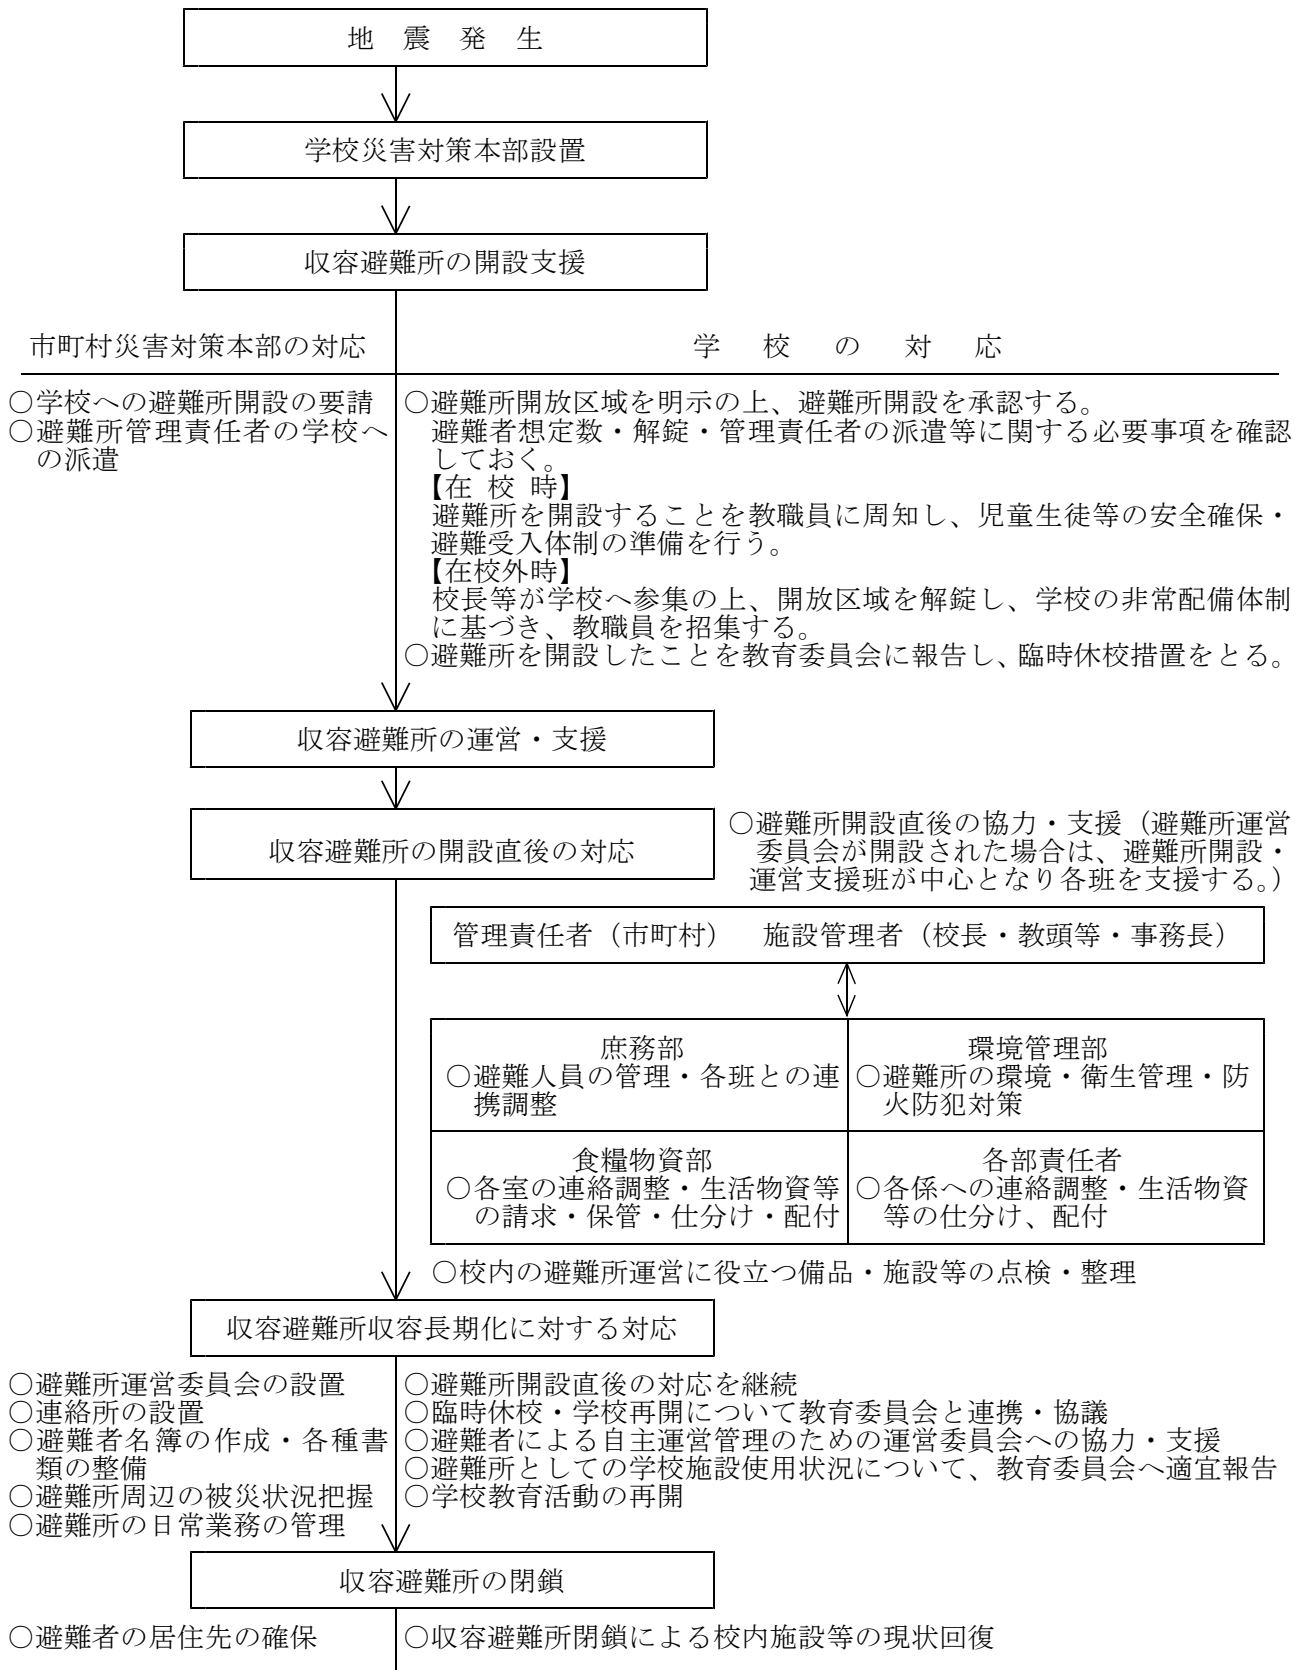 地　震　発　生
学校災害対策本部設置
収容避難所の開設支援
市町村災害対策本部の対応
学　校　の　対　応
○学校への避難所開設の要請
○避難所管理責任者の学校へ
の派遣
○避難所開放区域を明示の上、避難所開設を承認する。
避難者想定数・解錠・管理責任者の派遣等に関する必要事項を確認
しておく。
【在 校 時】
避難所を開設することを教職員に周知し、児童生徒等の安全確保・
避難受入体制の準備を行う。
【在校外時】
校長等が学校へ参集の上、開放区域を解錠し、学校の非常配備体制
に基づき、教職員を招集する。
○避難所を開設したことを教育委員会に報告し、臨時休校措置をとる。
収容避難所の運営・支援
収容避難所の開設直後の対応
○避難所開設直後の協力・支援（避難所運営
委員会が開設された場合は、避難所開設・
運営支援班が中心となり各班を支援する。）
管理責任者（市町村）　施設管理者（校長・教頭等・事務長）
庶務部
○避難人員の管理・各班との連
携調整
環境管理部
○避難所の環境・衛生管理・防
火防犯対策
食糧物資部
○各室の連絡調整・生活物資等
の請求・保管・仕分け・配付
各部責任者
○各係への連絡調整・生活物資
等の仕分け、配付
○校内の避難所運営に役立つ備品・施設等の点検・整理
収容避難所収容長期化に対する対応
○避難所運営委員会の設置
○連絡所の設置
○避難者名簿の作成・各種書
類の整備
○避難所周辺の被災状況把握
○避難所の日常業務の管理
○避難所開設直後の対応を継続
○臨時休校・学校再開について教育委員会と連携・協議
○避難者による自主運営管理のための運営委員会への協力・支援
○避難所としての学校施設使用状況について、教育委員会へ適宜報告
○学校教育活動の再開
収容避難所の閉鎖
○避難者の居住先の確保
○収容避難所閉鎖による校内施設等の現状回復